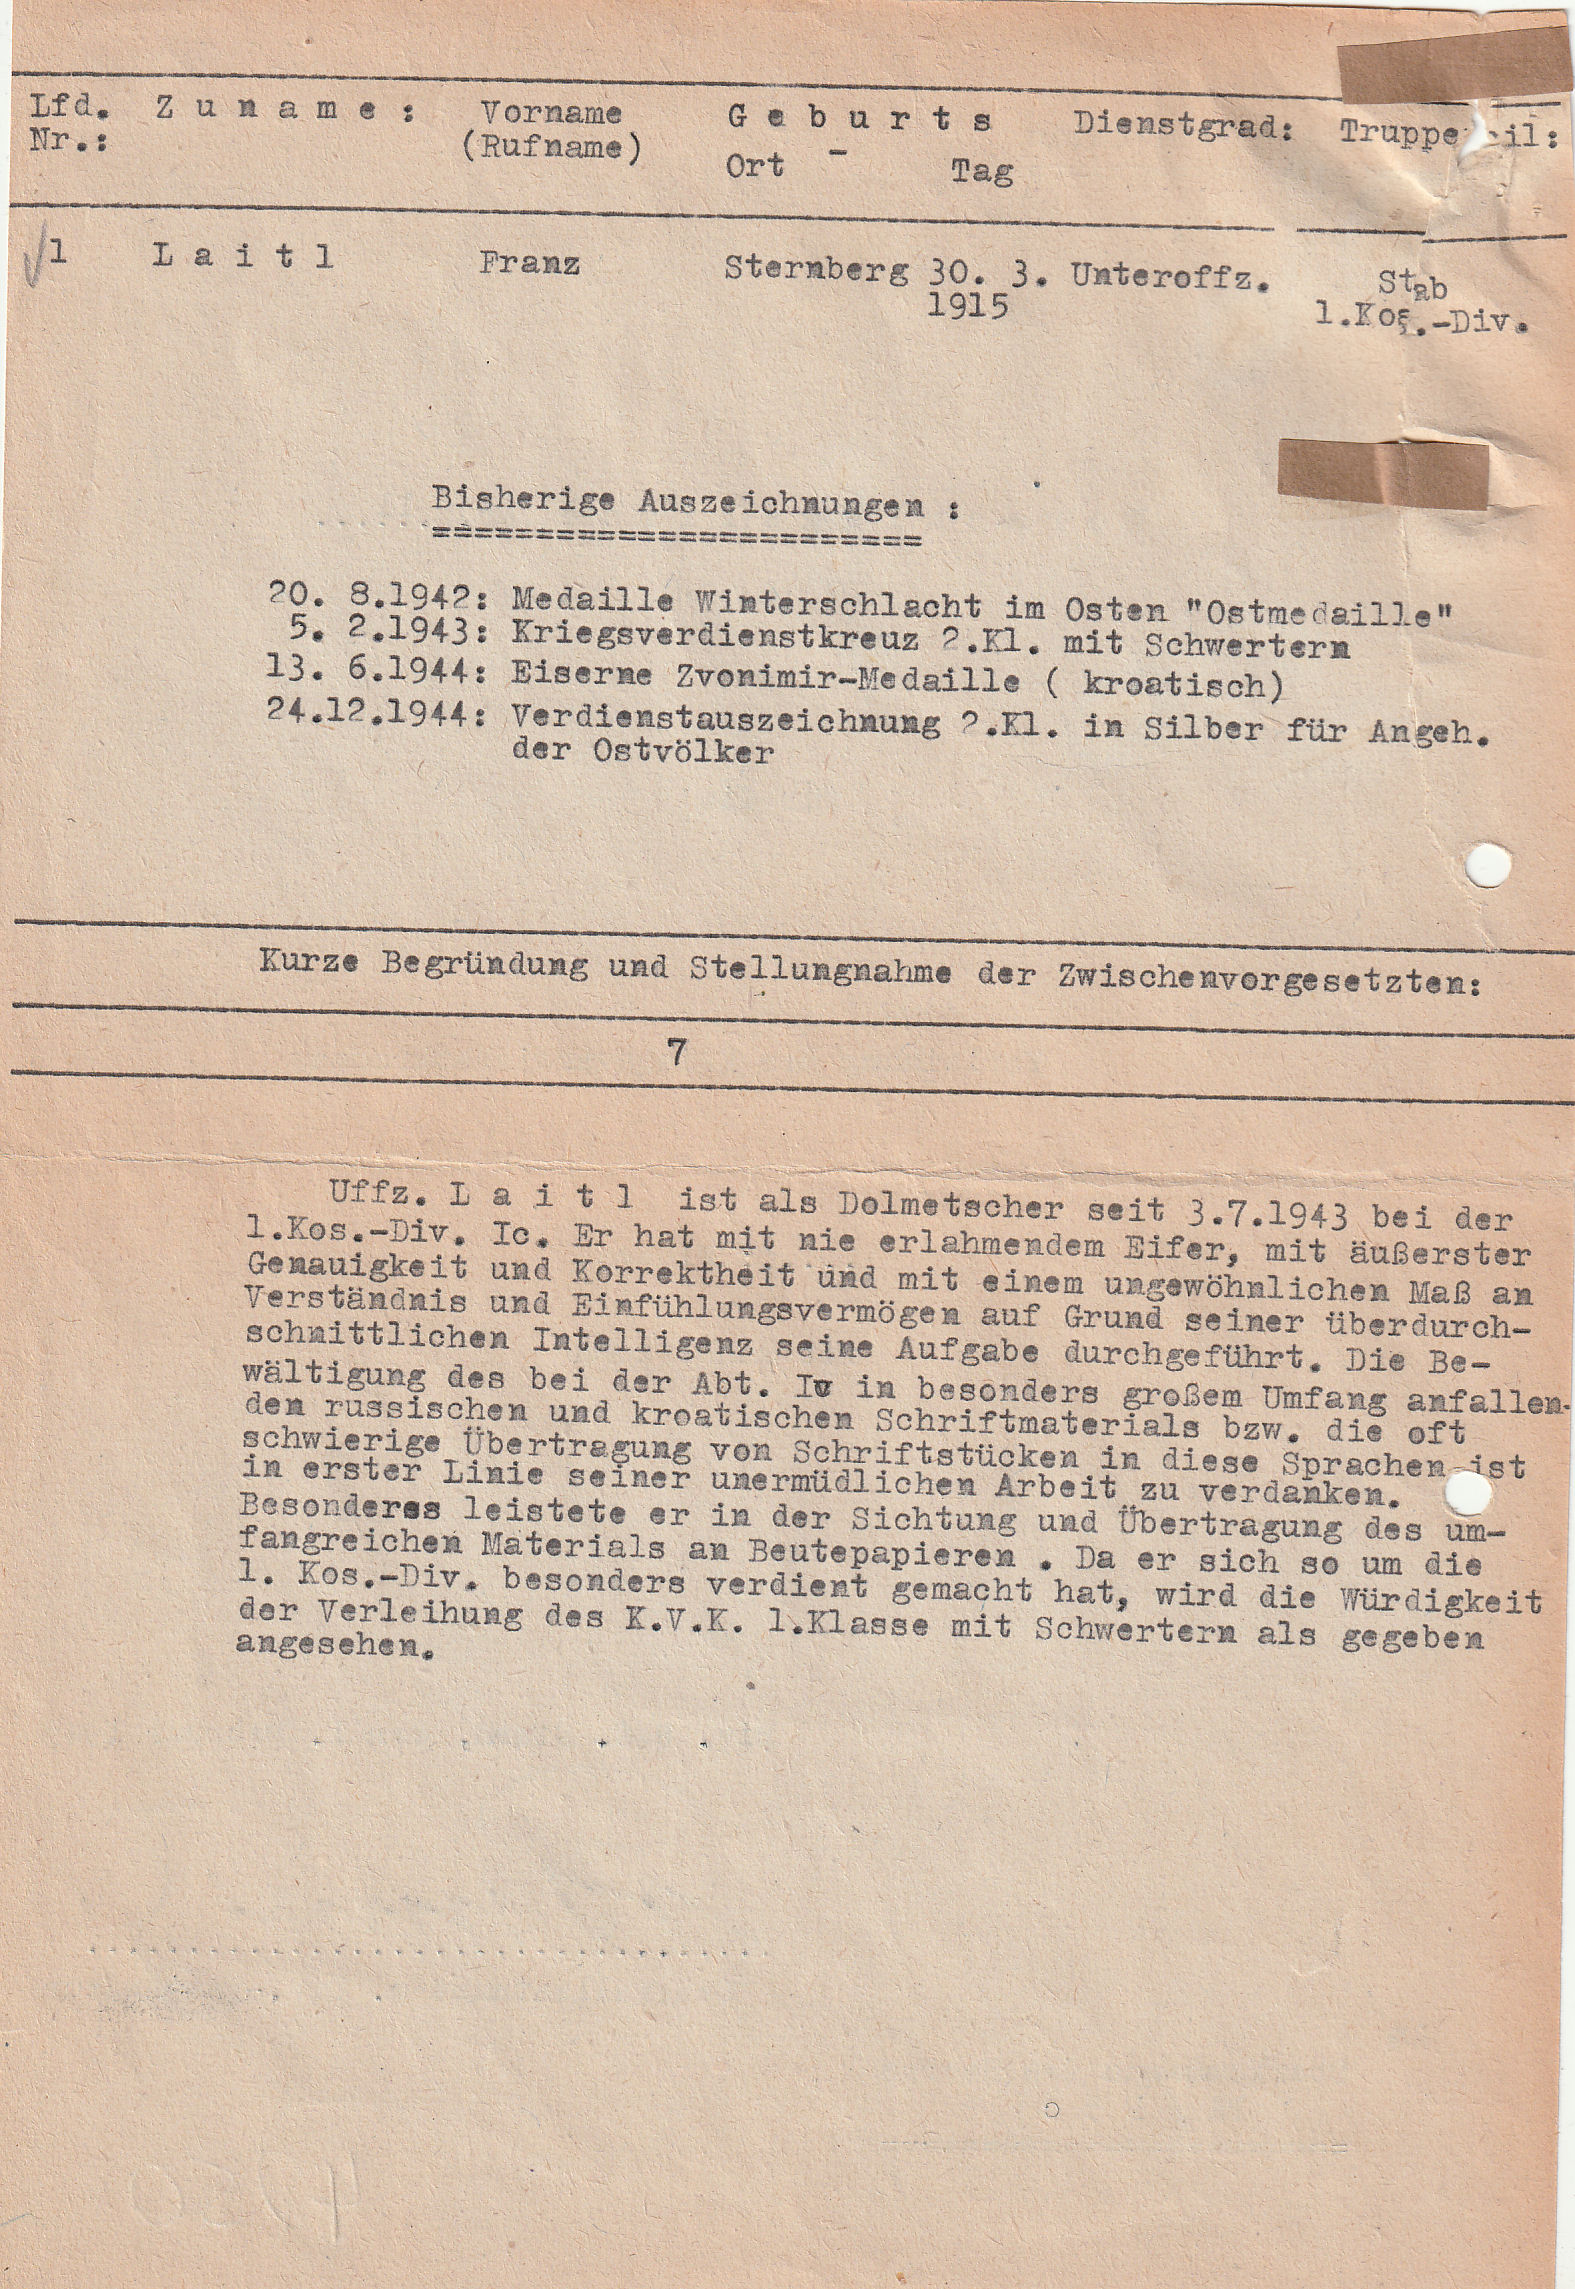 Lfd. Z u n a m e : Vorname G e b u r t s Dienstgrad:
Nr.: (Rufname) Ort - Tag
1 L a i t l Franz Sternberg 30. 3. Unteroffz. Stab
1915 1.Kos.-Div.
Bisherige Auszeichnungen :
========================
20. 8.1942: Medaille Winterschlacht im Osten "Ostmedaille"
5. 2.1943: Kriegsverdienstkreuz 2.Kl. mit Schwertern
13. 6.1944: Eiserne Zvonimir-Medaille ( kroatisch)
24.12.1944: Verdienstauszeichnung 2.Kl. in Silber für Angeh.
der Ostvölker
Kurze Begründung und Stellungnahme der Zwischenvorgesetzten:
7
Uffz. L a i t l ist als Dolmetscher seit 3.7.1943 bei der
1.Kos.-Div. Ic. Er hat mit nie erlahmendem Eifer, mit äußerster
Genauigkeit und Korrektheit und mit einem ungewöhnlichen Maß an
Verständnis und Einfühlungsvermögen auf Grund seiner überdurch-
schnittlichen Intelligenz seine Aufgabe durchgeführt. Die Be-
wältigung des bei der Abt. Ic in besonders großem Umfang anfallen-
den russischen und kroatischen Schriftmaterials bzw. die oft
schwierige Übertragung von Schriftstücken in diese Sprachen ist
in erster Linie seiner unermüdlichen Arbeit zu verdanken.
Besonderes leistete er in der Sichtung und Übertragung des um-
fangreichen Materials an Beutepapieren . Da er sich so um die
1. Kos.-Div. besonders verdient gemacht hat, wird die Würdigkeit
der Verleihung des K.V.K. 1.Klasse mit Schwertern als gegeben
angesehen.